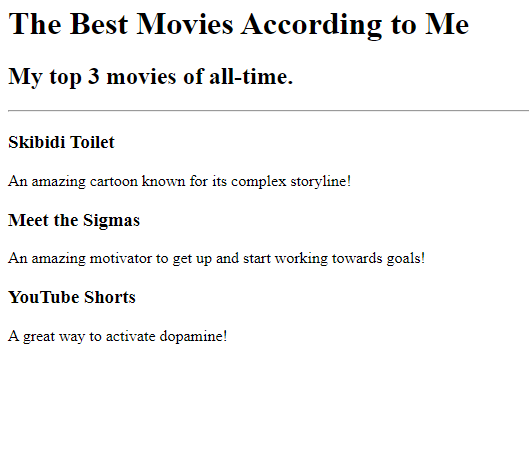 The Best Movies According to Me
My top 3 movies of all-time.
Skibidi Toilet
An amazing cartoon known for its complex storyline!
Meet the Sigmas
An amazing motivator to get up and start working towards goals!
YouTube Shorts
A great way to activate dopamine!